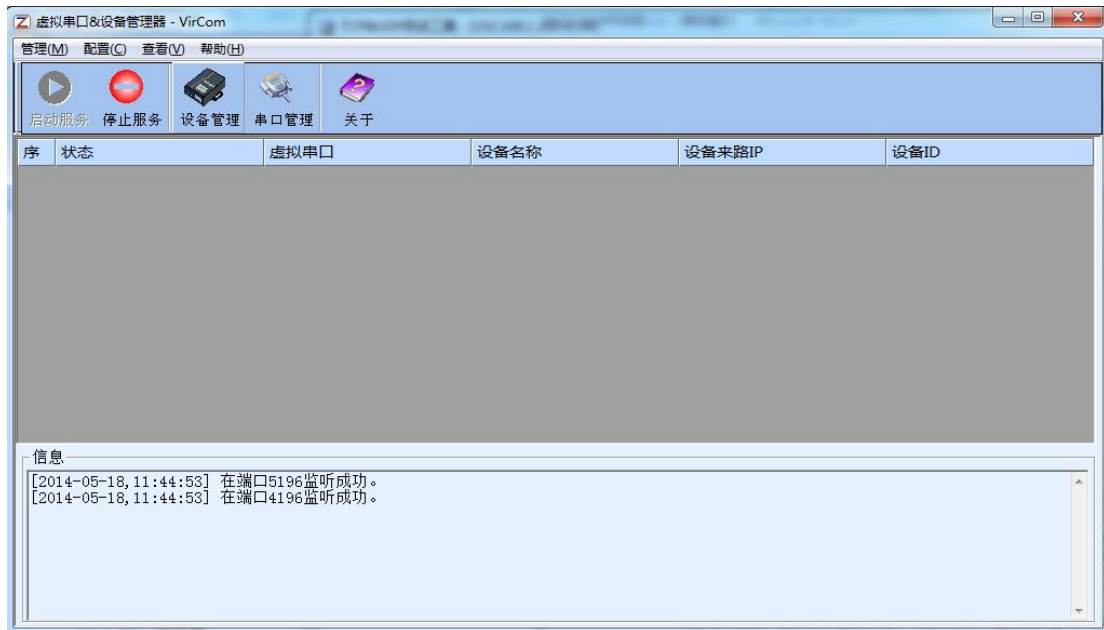 虚拟串口&设备管理器 - VirCom
管理(M) 配置(C) 查看(V) 帮助(H)
启动服务 停止服务 设备管理 串口管理 关于
序 状态 虚拟串口 设备名称 设备来路IP 设备ID
信息
[2014-05-18,11:44:53] 在端口5196监听成功。
[2014-05-18,11:44:53] 在端口4196监听成功。